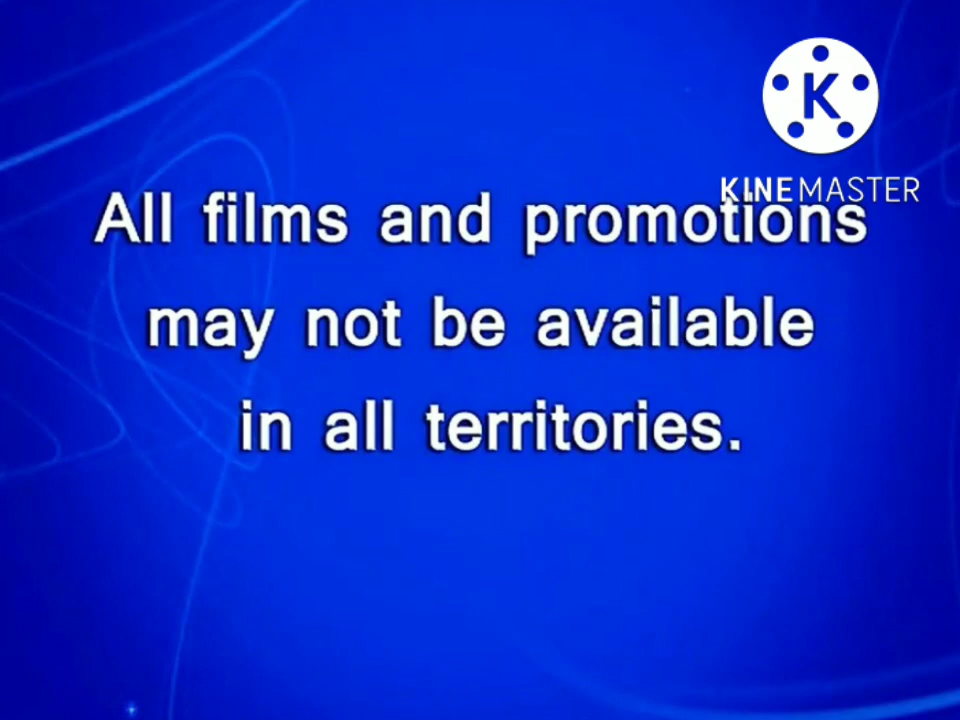 K
KINEMASTER
All films and promotions
may not be available
in all territories.